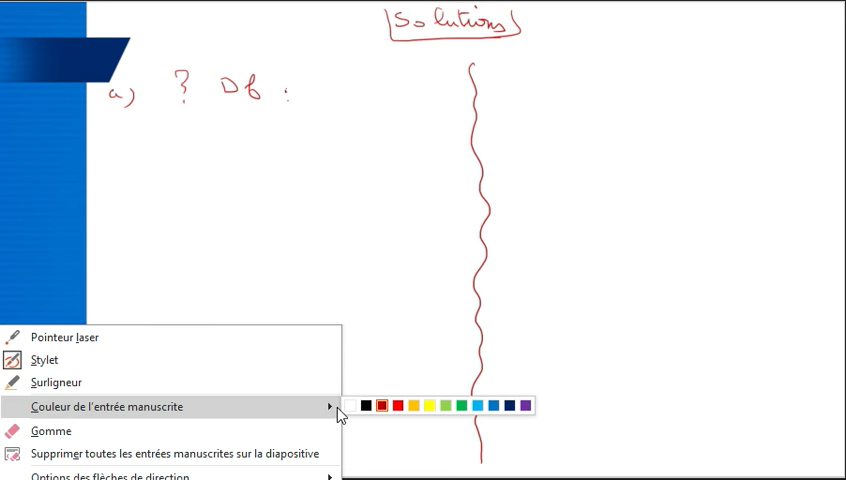 Solutions
a) ? Df :
Pointeur laser
Stylet
Surligneur
Couleur de l'entrée manuscrite
Gomme
Supprimer toutes les entrées manuscrites sur la diapositive
Options des flèches de direction